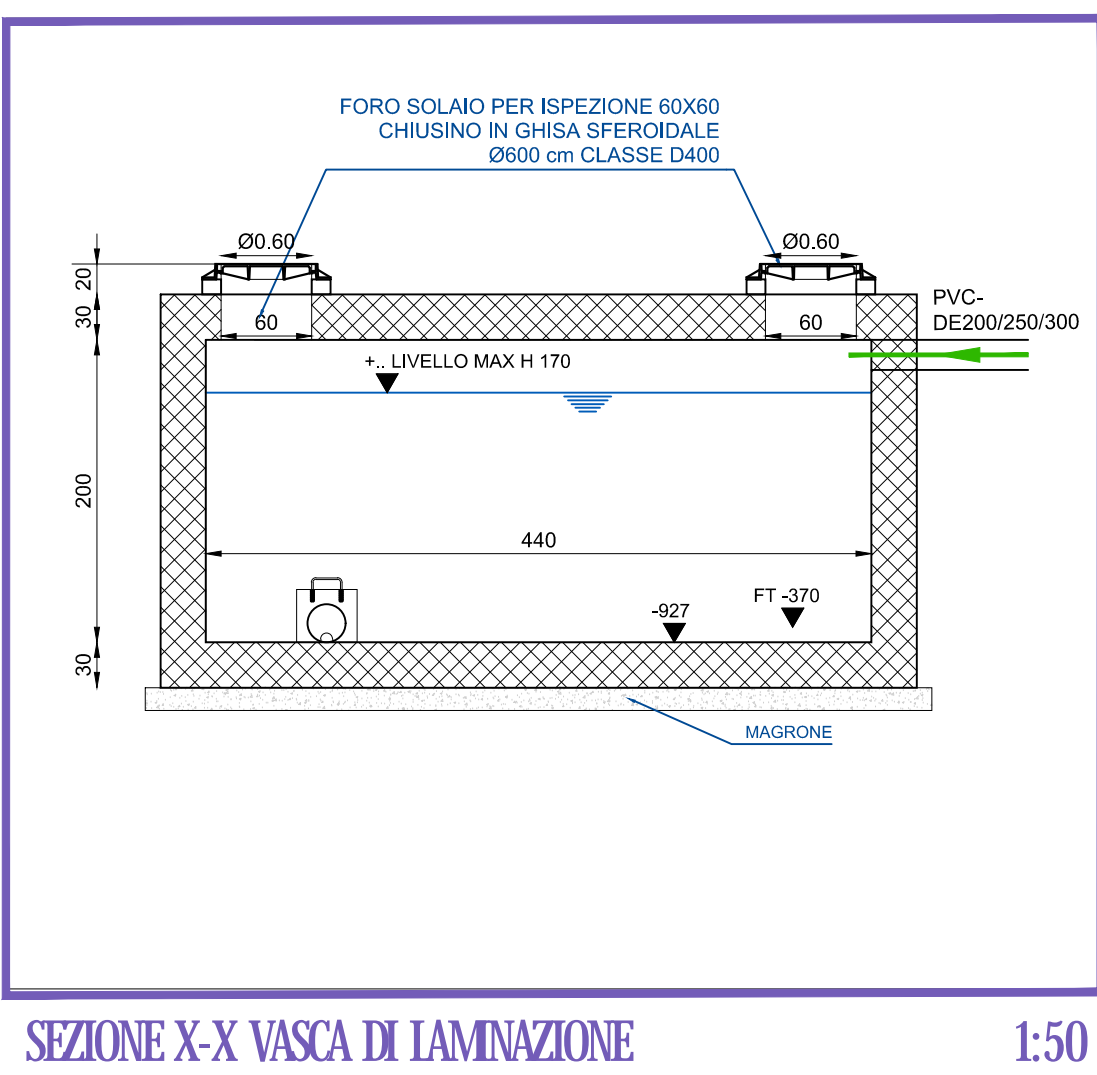 FORO SOLAIO PER ISPEZIONE 60X60
CHIUSINO IN GHISA SFEROIDALE
Ø600 cm CLASSE D400
Ø0.60
Ø0.60
20
30
60
60
PVC-
DE200/250/300
+.. LIVELLO MAX H 170
200
440
-927
FT -370
30
MAGRONE
SEZIONE X-X VASCA DI LAMINAZIONE
1:50